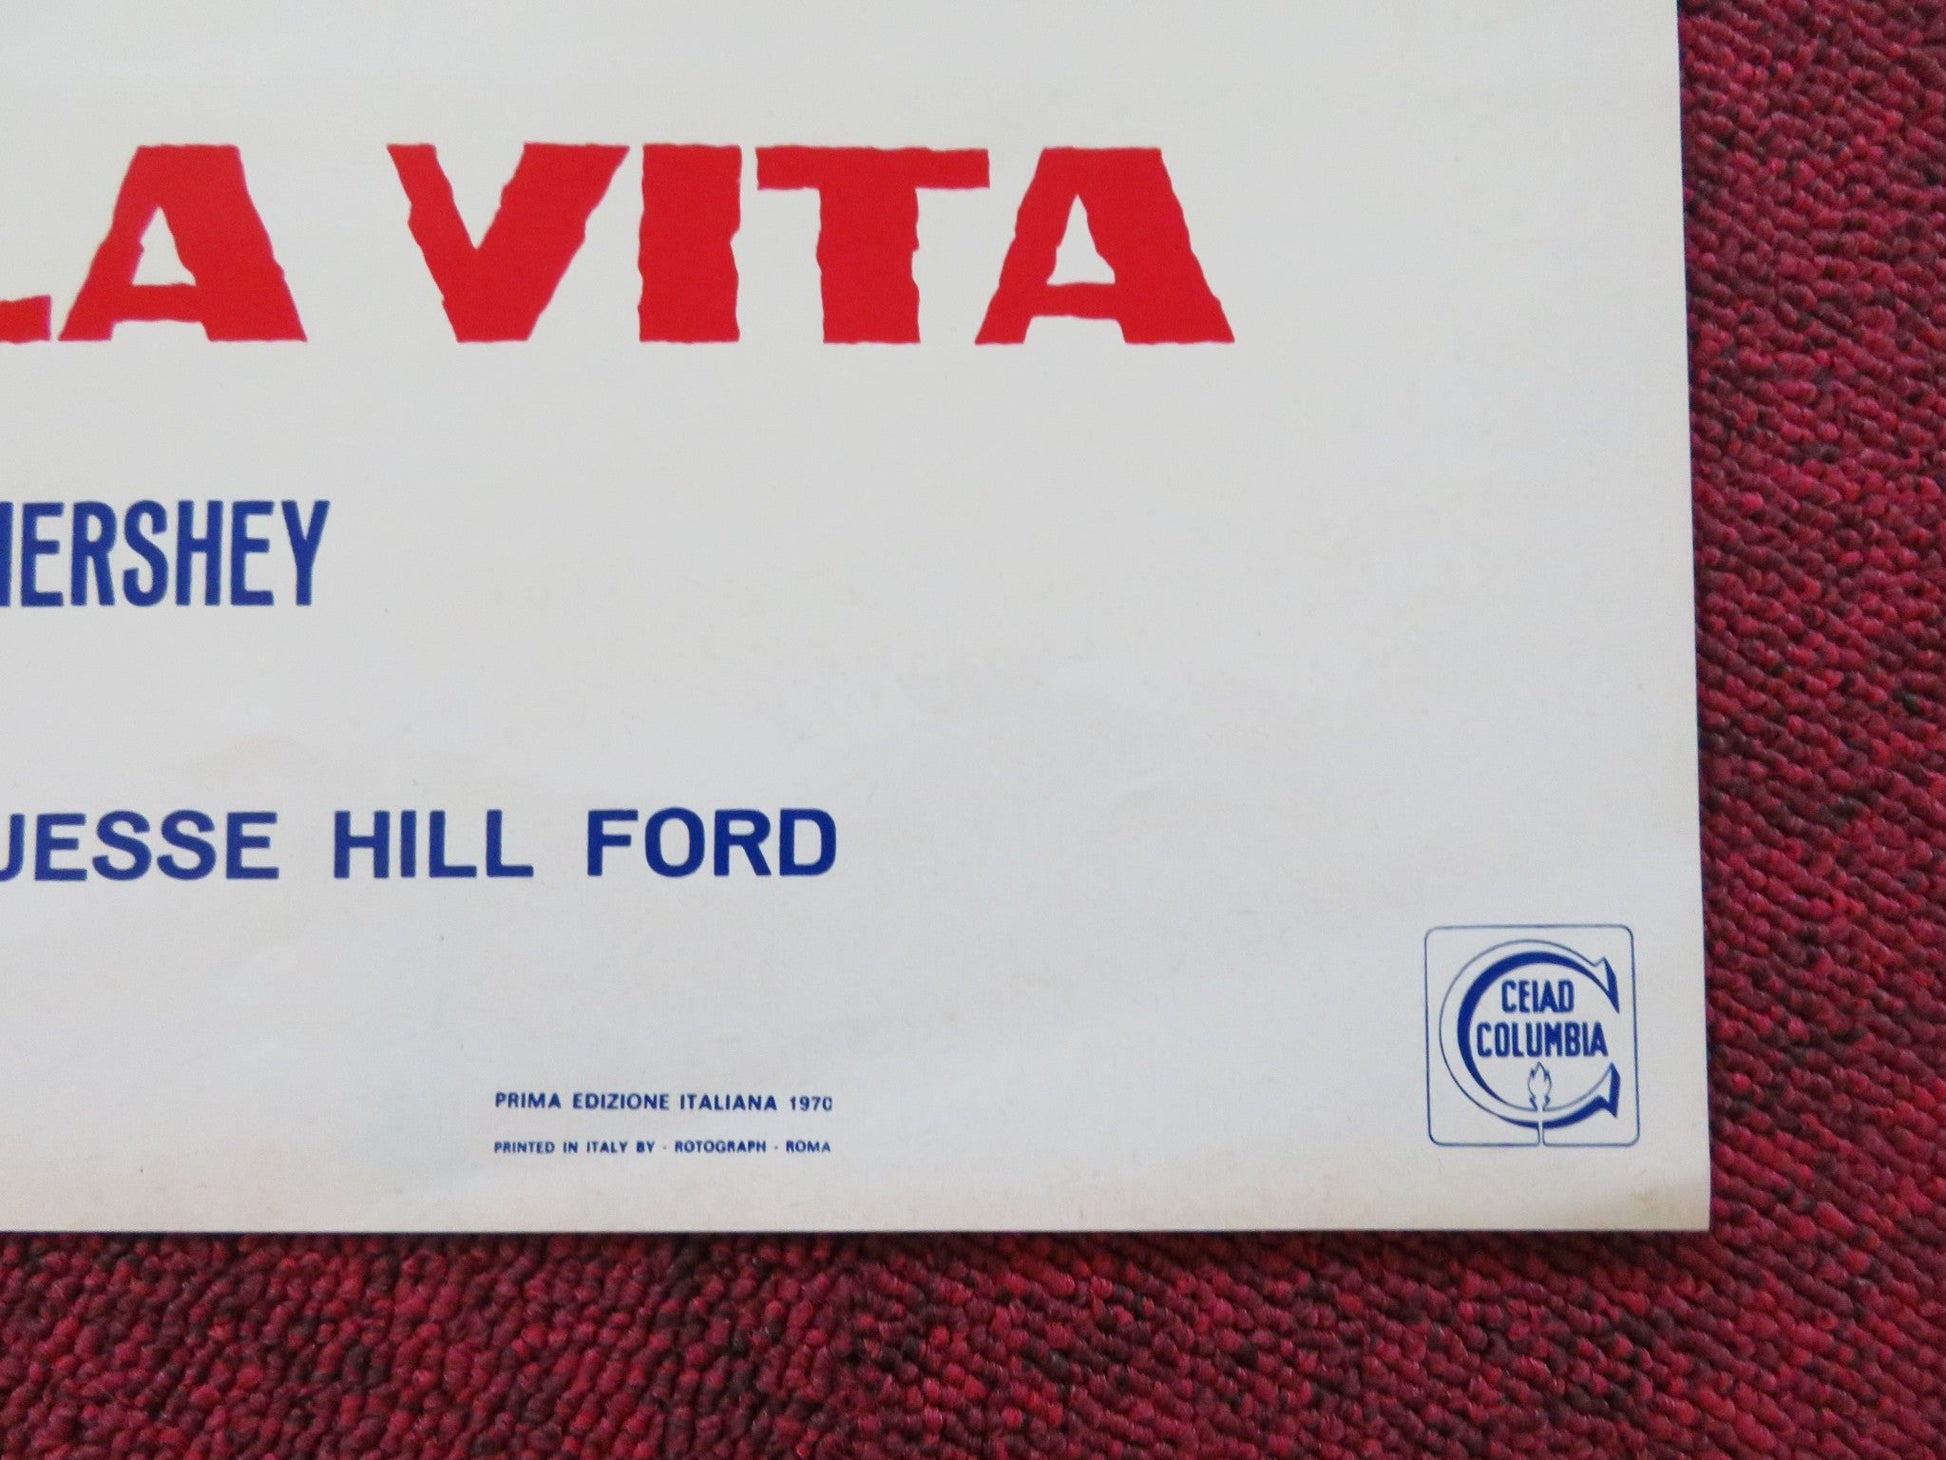 LA VITA
HERSHEY
JESSE HILL FORD
CEIAD
COLUMBIA
PRIMA EDIZIONE ITALIANA 1970
PRINTED IN ITALY BY - ROTOGRAPH - ROMA